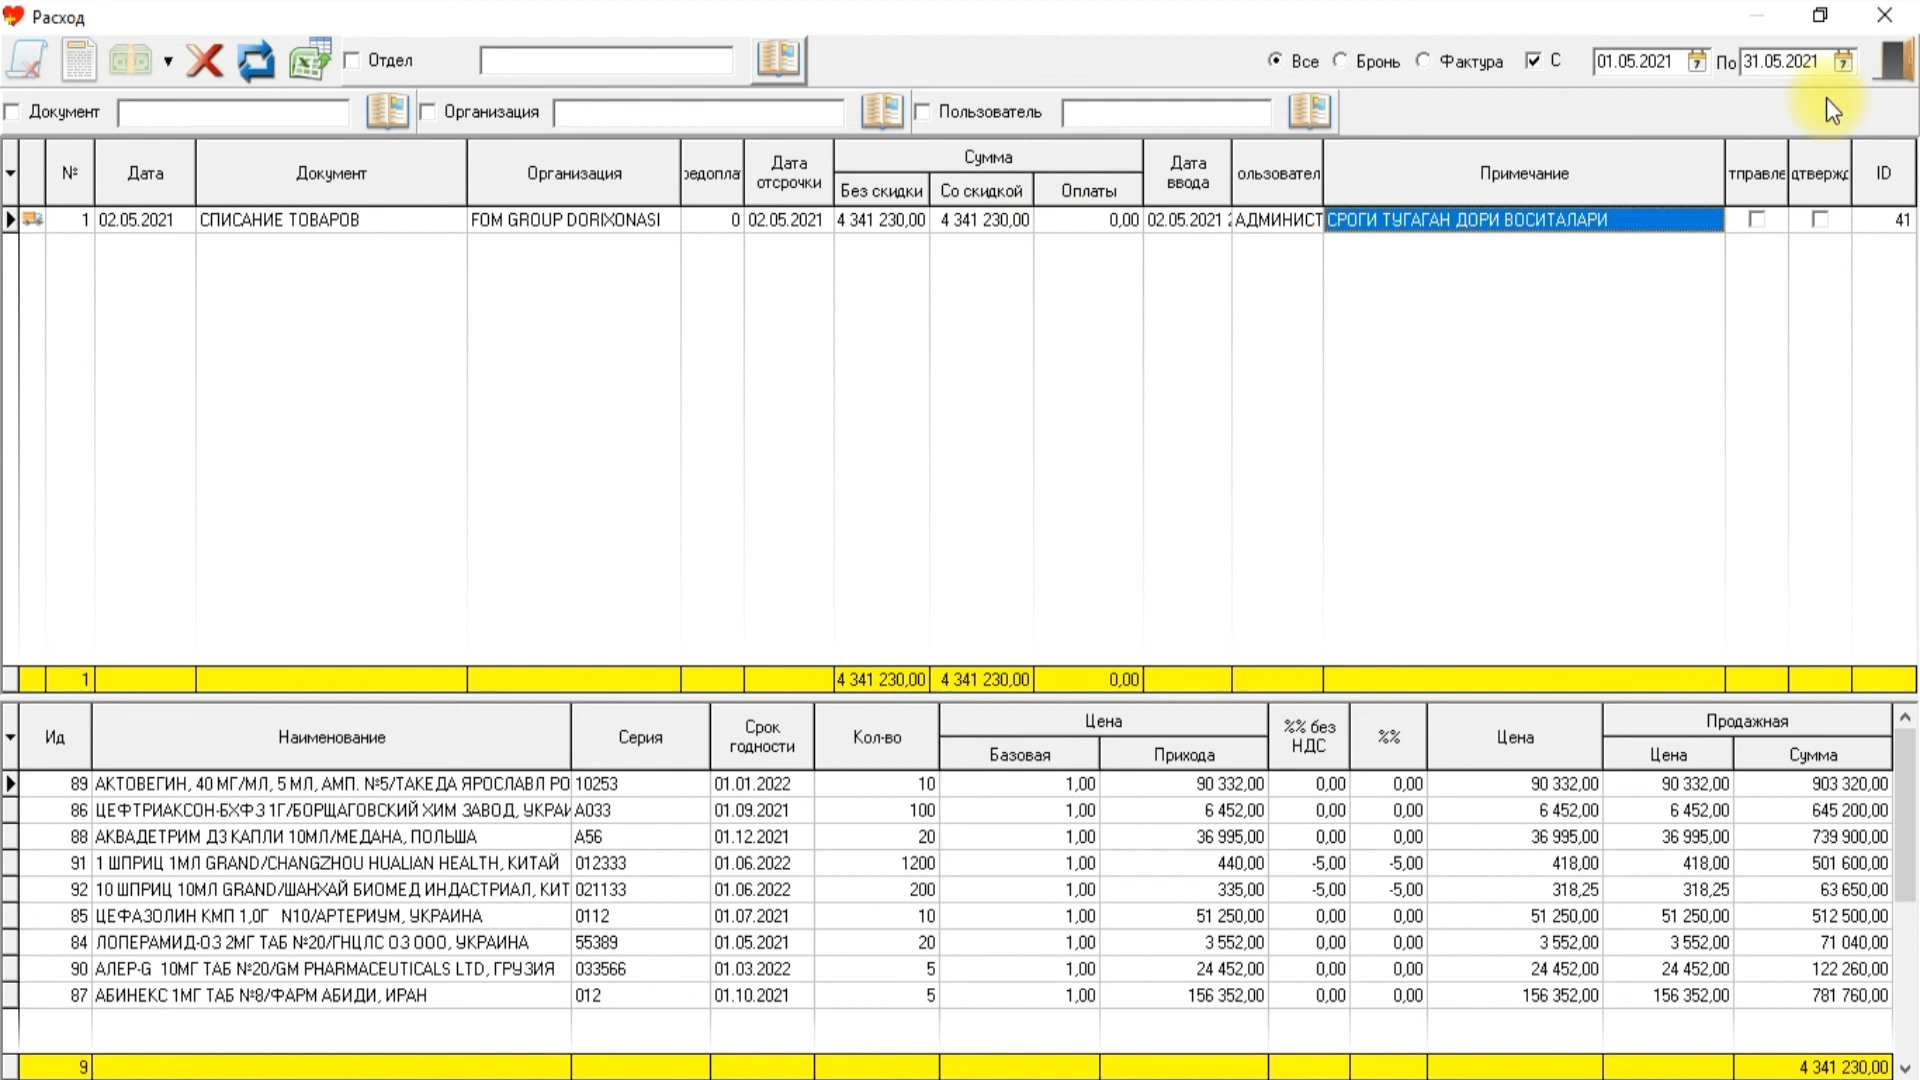 Расход
Отдел
Все Бронь Фактура С 01.05.2021 По 31.05.2021
Документ Организация Пользователь
№ Дата Документ Организация редопла Дата отсрочки Сумма Без скидки Со скидкой Оплаты Дата ввода ользовател Примечание тправле дтвержд ID
1 02.05.2021 СПИСАНИЕ ТОВАРОВ FOM GROUP DORIXONASI 0 02.05.2021 4 341 230,00 4 341 230,00 0,00 02.05.2021 2 АДМИНИСТ СРОГИ ТУГАГАН ДОРИ ВОСИТАЛАРИ 41
1 4 341 230,00 4 341 230,00 0,00
Ид Наименование Серия Срок годности Кол-во Цена Базовая Прихода %% без НДС %% Цена Продажная Цена Сумма
89 АКТОВЕГИН, 40 МГ/МЛ, 5 МЛ, АМП. №5/ТАКЕДА ЯРОСЛАВЛ РО 10253 01.01.2022 10 1,00 90 332,00 0,00 0,00 90 332,00 90 332,00 903 320,00
86 ЦЕФТРИАКСОН-БХФЗ 1Г/БОРЩАГОВСКИЙ ХИМ ЗАВОД, УКРАИ А033 01.09.2021 100 1,00 6 452,00 0,00 0,00 6 452,00 6 452,00 645 200,00
88 АКВАДЕТРИМ Д3 КАПЛИ 10МЛ/МЕДАНА, ПОЛЬША А56 01.12.2021 20 1,00 36 995,00 0,00 0,00 36 995,00 36 995,00 739 900,00
91 1 ШПРИЦ 1МЛ GRAND/CHANGZHOU HUALIAN HEALTH, КИТАЙ 012333 01.06.2022 1200 1,00 440,00 -5,00 -5,00 418,00 418,00 501 600,00
92 10 ШПРИЦ 10МЛ GRAND/ШАНХАЙ БИОМЕД ИНДАСТРИАЛ, КИТ 021133 01.06.2022 200 1,00 335,00 -5,00 -5,00 318,25 318,25 63 650,00
85 ЦЕФАЗОЛИН КМП 1,0Г N10/АРТЕРИУМ, УКРАИНА 0112 01.07.2021 10 1,00 51 250,00 0,00 0,00 51 250,00 51 250,00 512 500,00
84 ЛОПЕРАМИД-ОЗ 2МГ ТАБ №20/ГНЦЛС ОЗ ООО, УКРАИНА 55389 01.05.2021 20 1,00 3 552,00 0,00 0,00 3 552,00 3 552,00 71 040,00
90 АЛЕР-G 10МГ ТАБ №20/GM PHARMACEUTICALS LTD, ГРУЗИЯ 033566 01.03.2022 5 1,00 24 452,00 0,00 0,00 24 452,00 24 452,00 122 260,00
87 АБИНЕКС 1МГ ТАБ №8/ФАРМ АБИДИ, ИРАН 012 01.10.2021 5 1,00 156 352,00 0,00 0,00 156 352,00 156 352,00 781 760,00
9 4 341 230,00